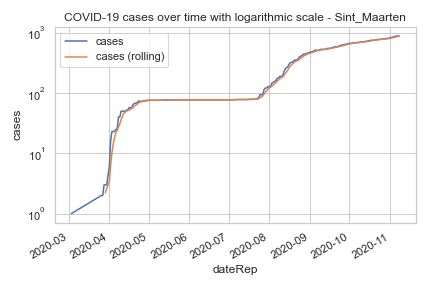 COVID-19 cases over time with logarithmic scale - Sint_Maarten
cases
cases (rolling)
10³
10²
10¹
10⁰
cases
2020-03
2020-04
2020-05
2020-06
2020-07
2020-08
2020-09
2020-10
2020-11
dateRep